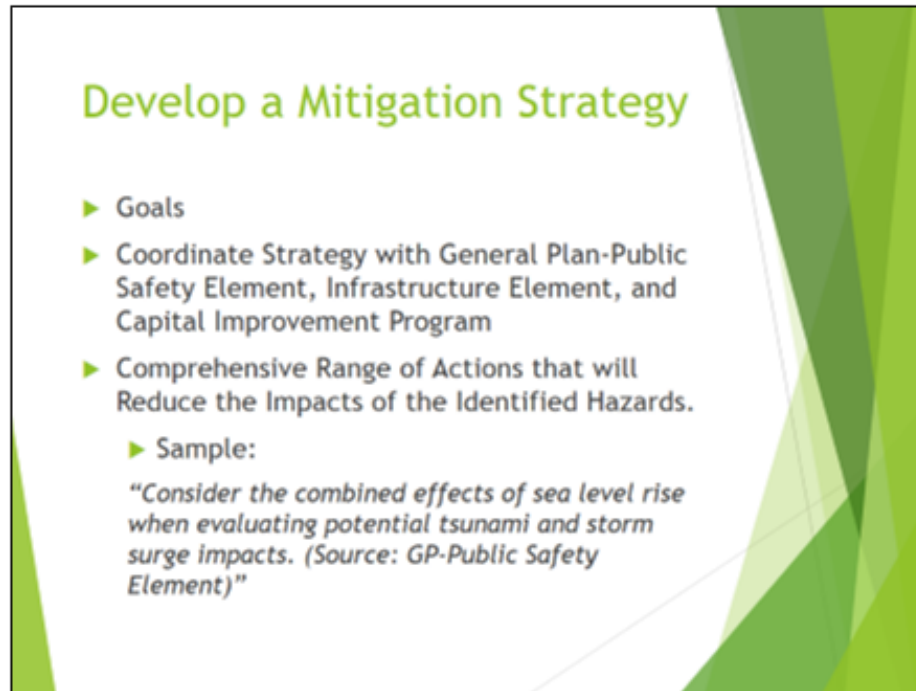 Develop a Mitigation Strategy
Goals
Coordinate Strategy with General Plan-Public
Safety Element, Infrastructure Element, and
Capital Improvement Program
Comprehensive Range of Actions that will
Reduce the Impacts of the Identified Hazards.
Sample:
“Consider the combined effects of sea level rise
when evaluating potential tsunami and storm
surge impacts. (Source: GP-Public Safety
Element)”